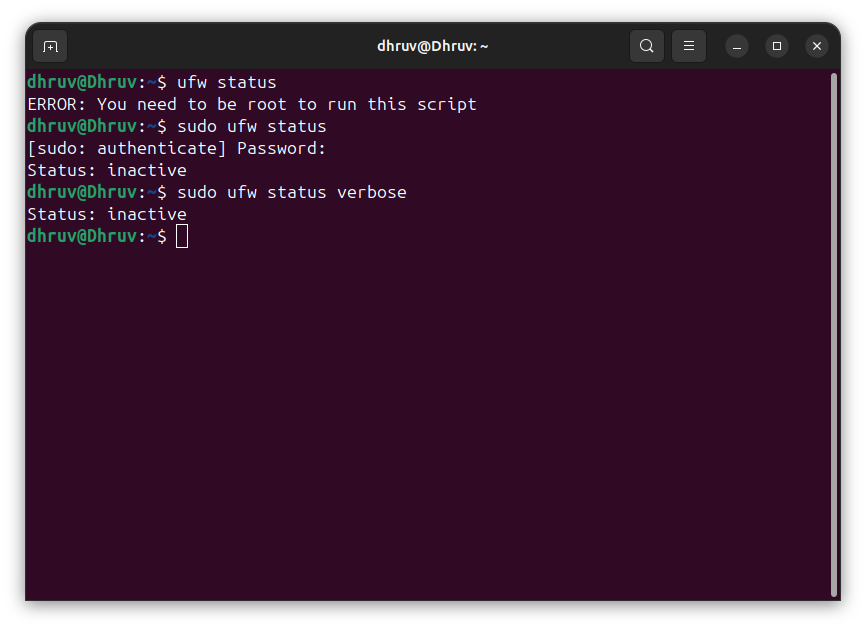 dhruv@Dhruv: ~
dhruv@Dhruv:~$ ufw status
ERROR: You need to be root to run this script
dhruv@Dhruv:~$ sudo ufw status
[sudo: authenticate] Password:
Status: inactive
dhruv@Dhruv:~$ sudo ufw status verbose
Status: inactive
dhruv@Dhruv:~$